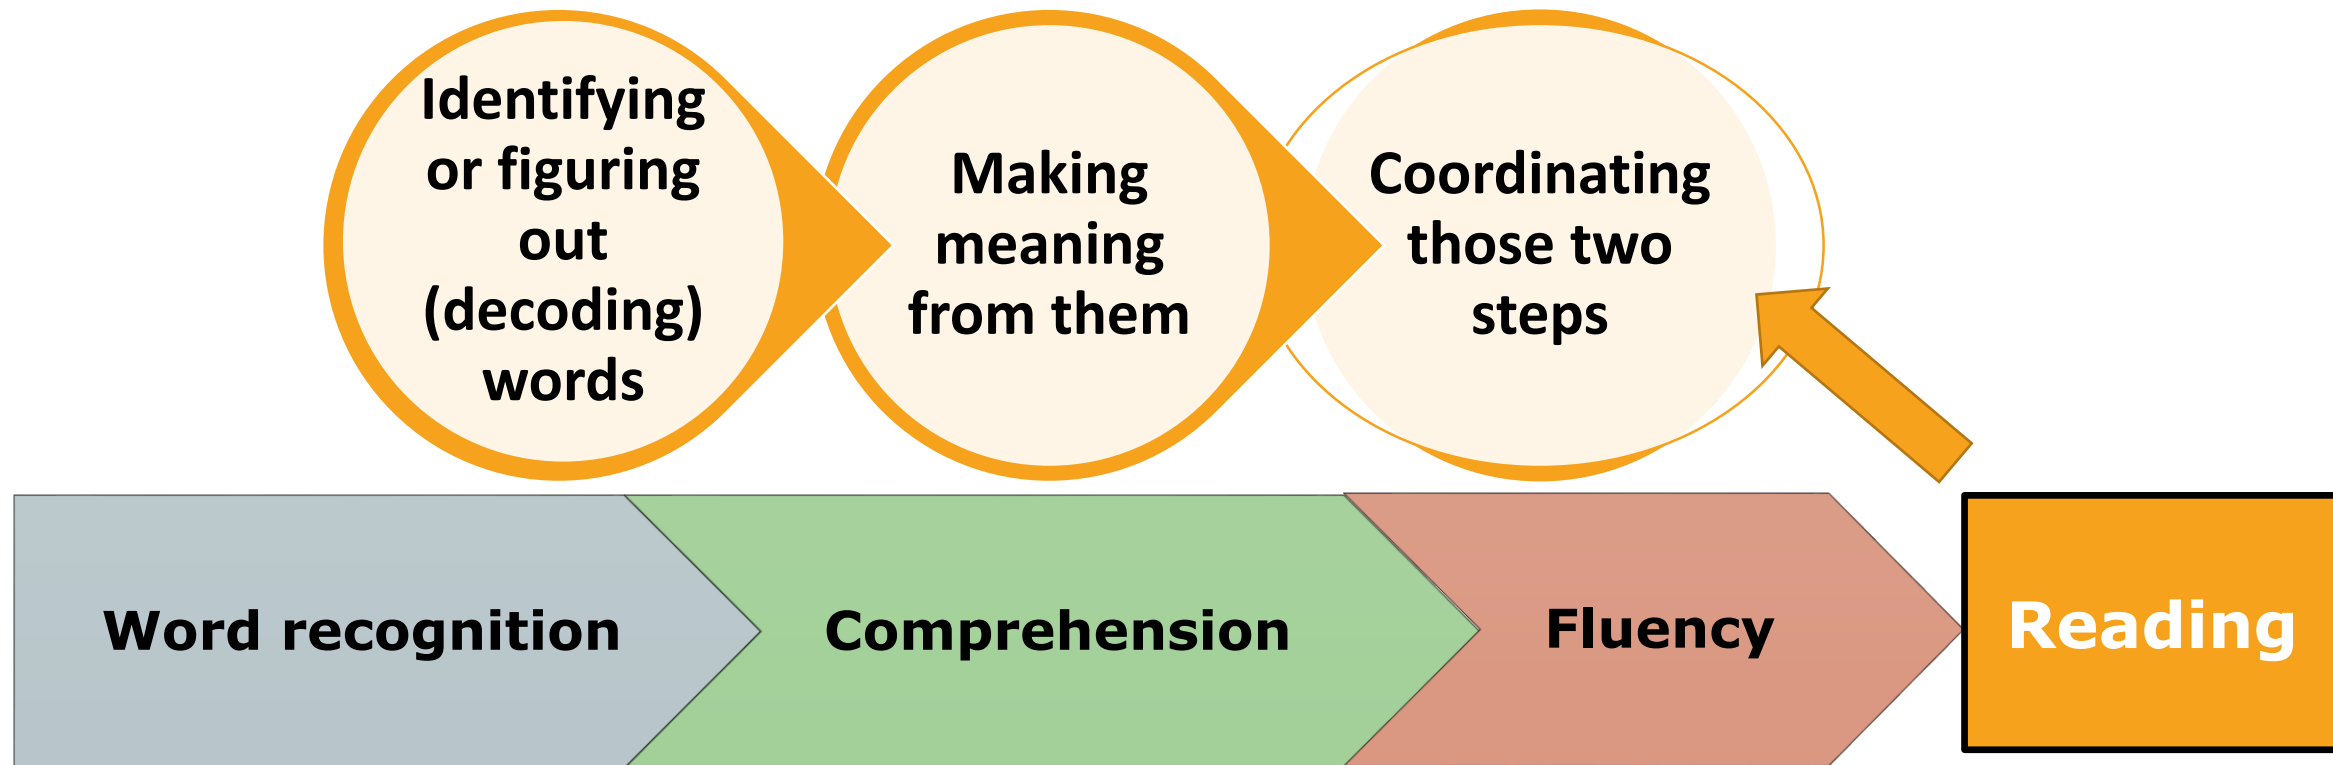 Identifying
or figuring
out
(decoding)
words
Making
meaning
from them
Coordinating
those two
steps
Word recognition
Comprehension
Fluency
Reading